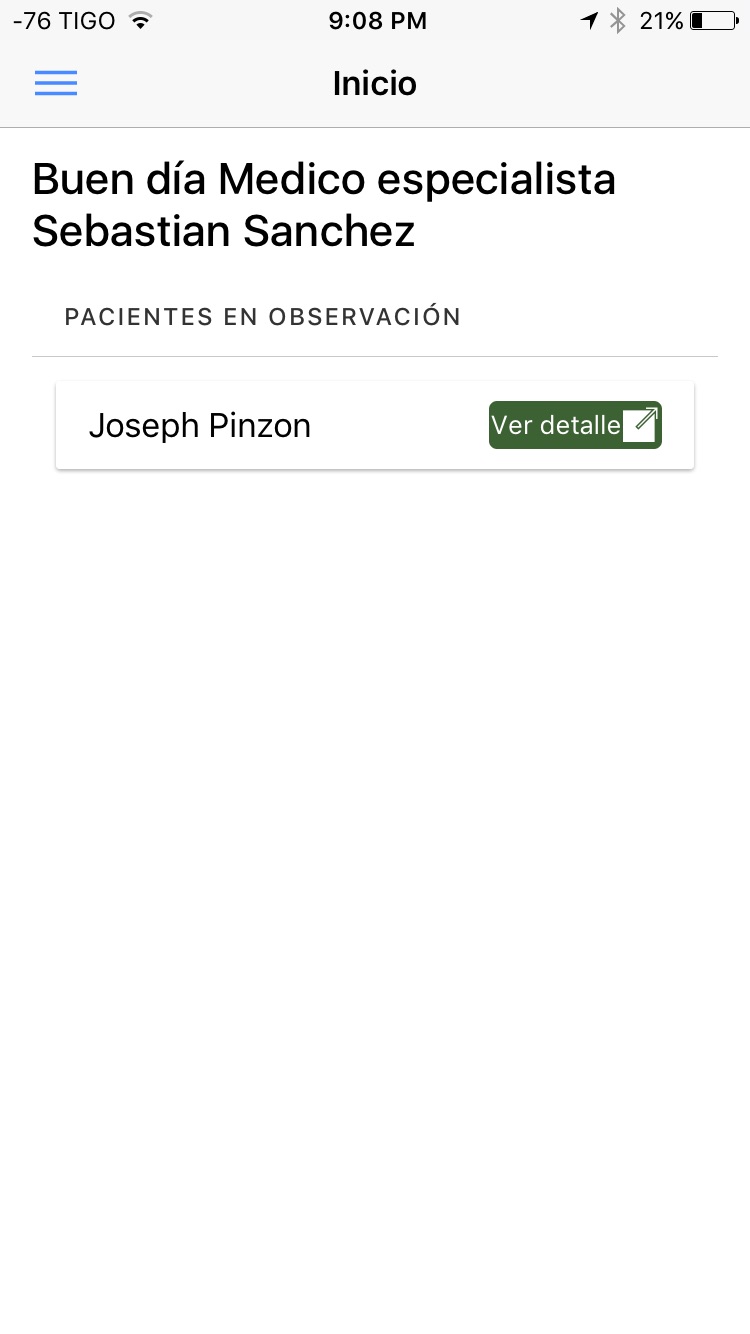 -76 TIGO 9:08 PM 21%
Inicio
Buen día Medico especialista
Sebastian Sanchez
PACIENTES EN OBSERVACIÓN
Joseph Pinzon Ver detalle